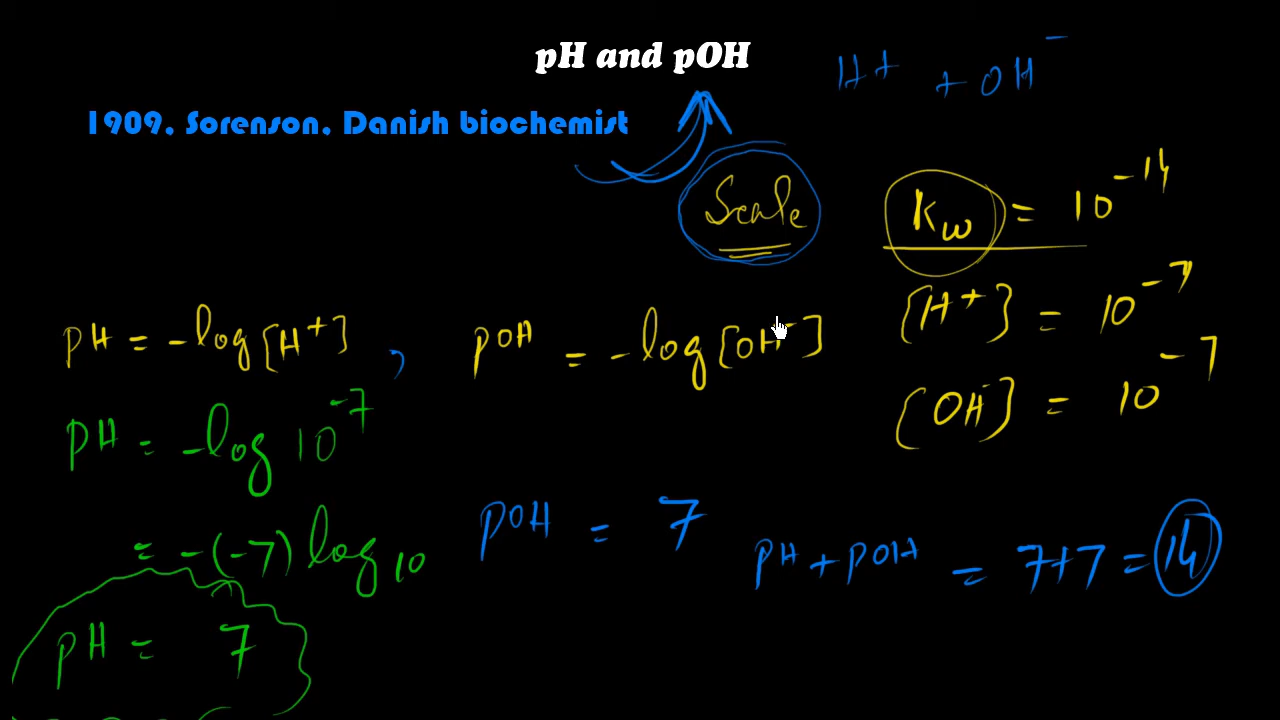 pH and pOH
H+ + OH⁻
1909, Sorenson, Danish biochemist
Scale
Kw = 10⁻¹⁴
[H+] = 10⁻⁷
pH = -log[H+] , pOH = -log[OH⁻]
[OH⁻] = 10⁻⁷
pH = -log 10⁻⁷
= -(-7) log 10
pOH = 7
pH + pOH = 7+7 = 14
pH = 7